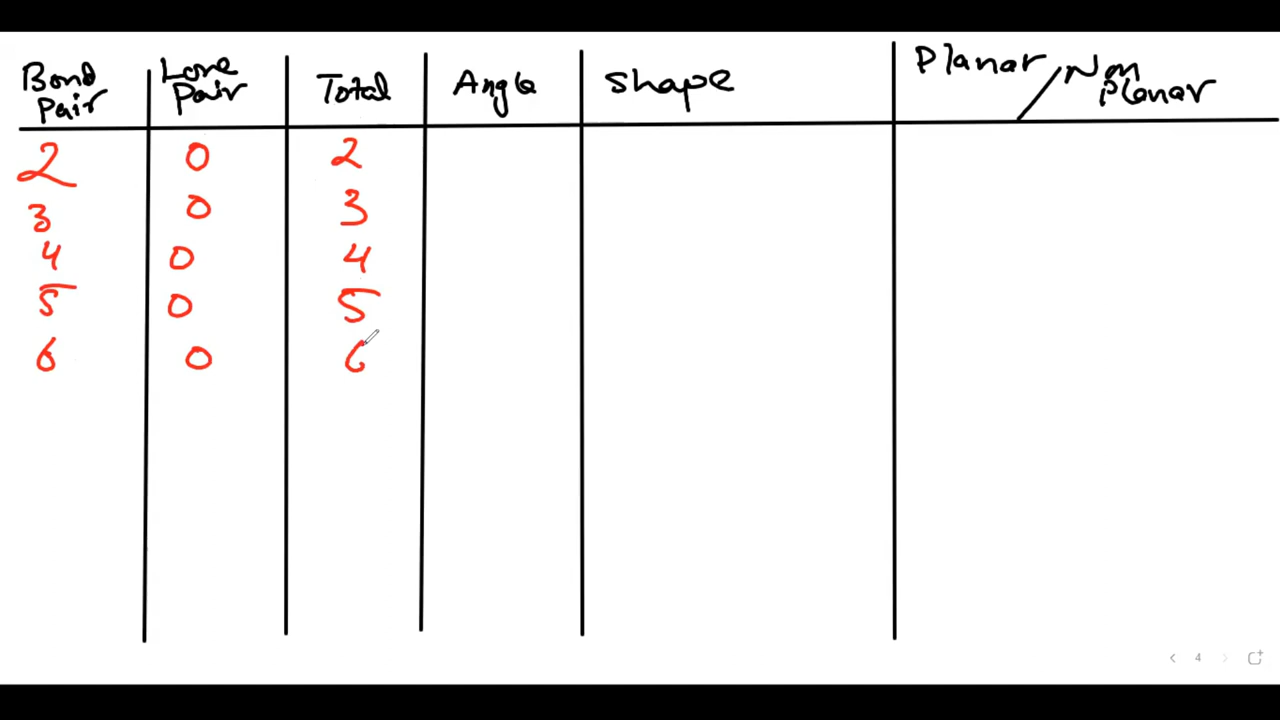 Bond Pair | Lone Pair | Total | Angle | Shape | Planar / Non Planar
2 | 0 | 2
3 | 0 | 3
4 | 0 | 4
5 | 0 | 5
6 | 0 | 6
4